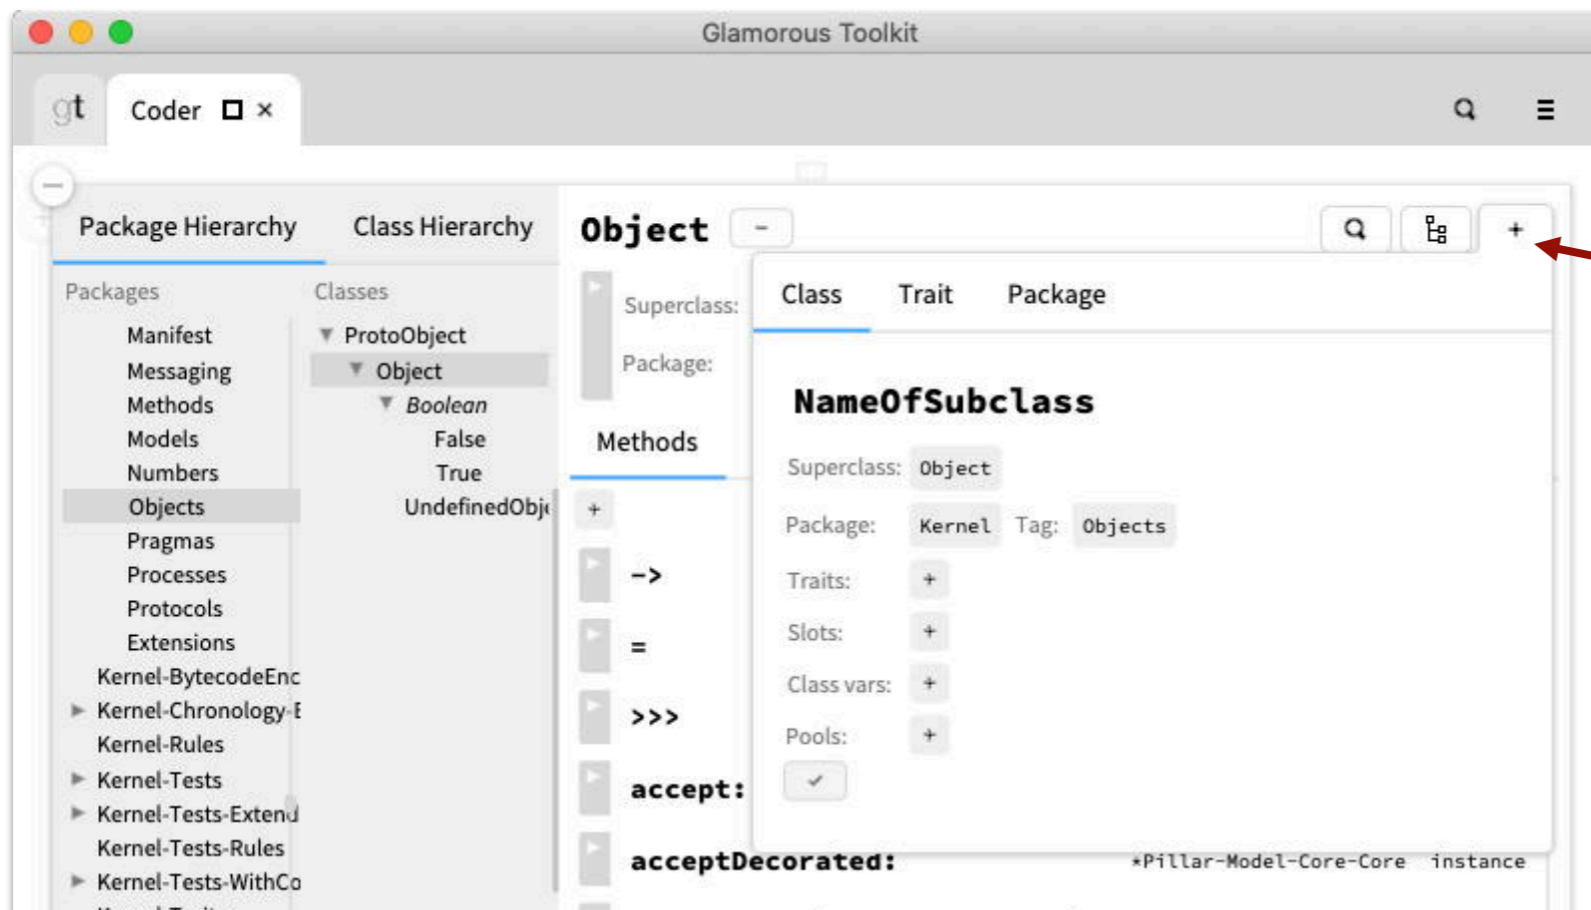 Glamorous Toolkit
gt
Coder
Package Hierarchy
Class Hierarchy
Packages
Manifest
Messaging
Methods
Models
Numbers
Objects
Pragmas
Processes
Protocols
Extensions
Kernel-BytecodeEnc
Kernel-Chronology-E
Kernel-Rules
Kernel-Tests
Kernel-Tests-Extend
Kernel-Tests-Rules
Kernel-Tests-WithCo
Classes
ProtoObject
Object
Boolean
False
True
UndefinedObje
Object -
+
Superclass:
Package:
Methods
+
->
=
>>>
accept:
acceptDecorated: *Pillar-Model-Core-Core instance
Class Trait Package
NameOfSubclass
Superclass: Object
Package: Kernel Tag: Objects
Traits: +
Slots: +
Class vars: +
Pools: +